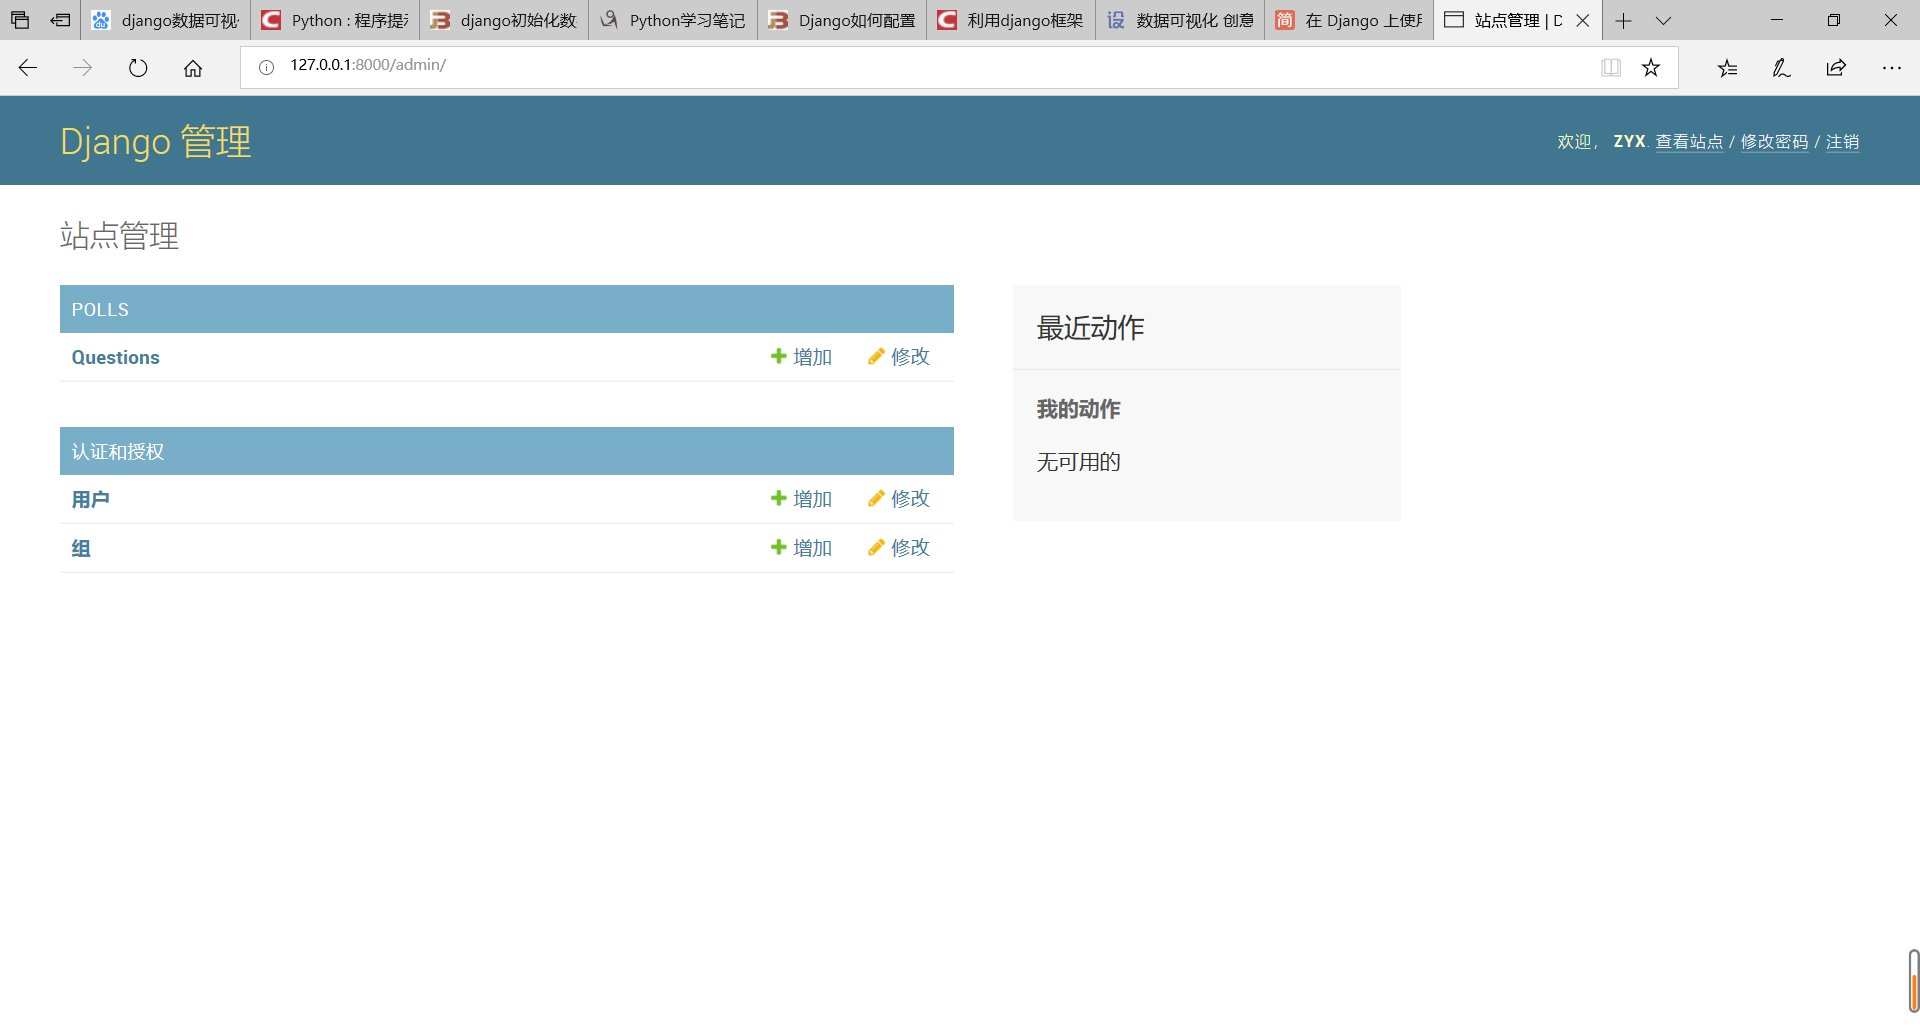 django数据可视
Python : 程序提
django初始化数
Python学习笔记
Django如何配置
利用django框架
数据可视化 创意
在 Django 上使
站点管理 | D
127.0.0.1:8000/admin/
Django 管理
欢迎， ZYX. 查看站点 / 修改密码 / 注销
站点管理
POLLS
Questions 增加 修改
认证和授权
用户 增加 修改
组 增加 修改
最近动作
我的动作
无可用的